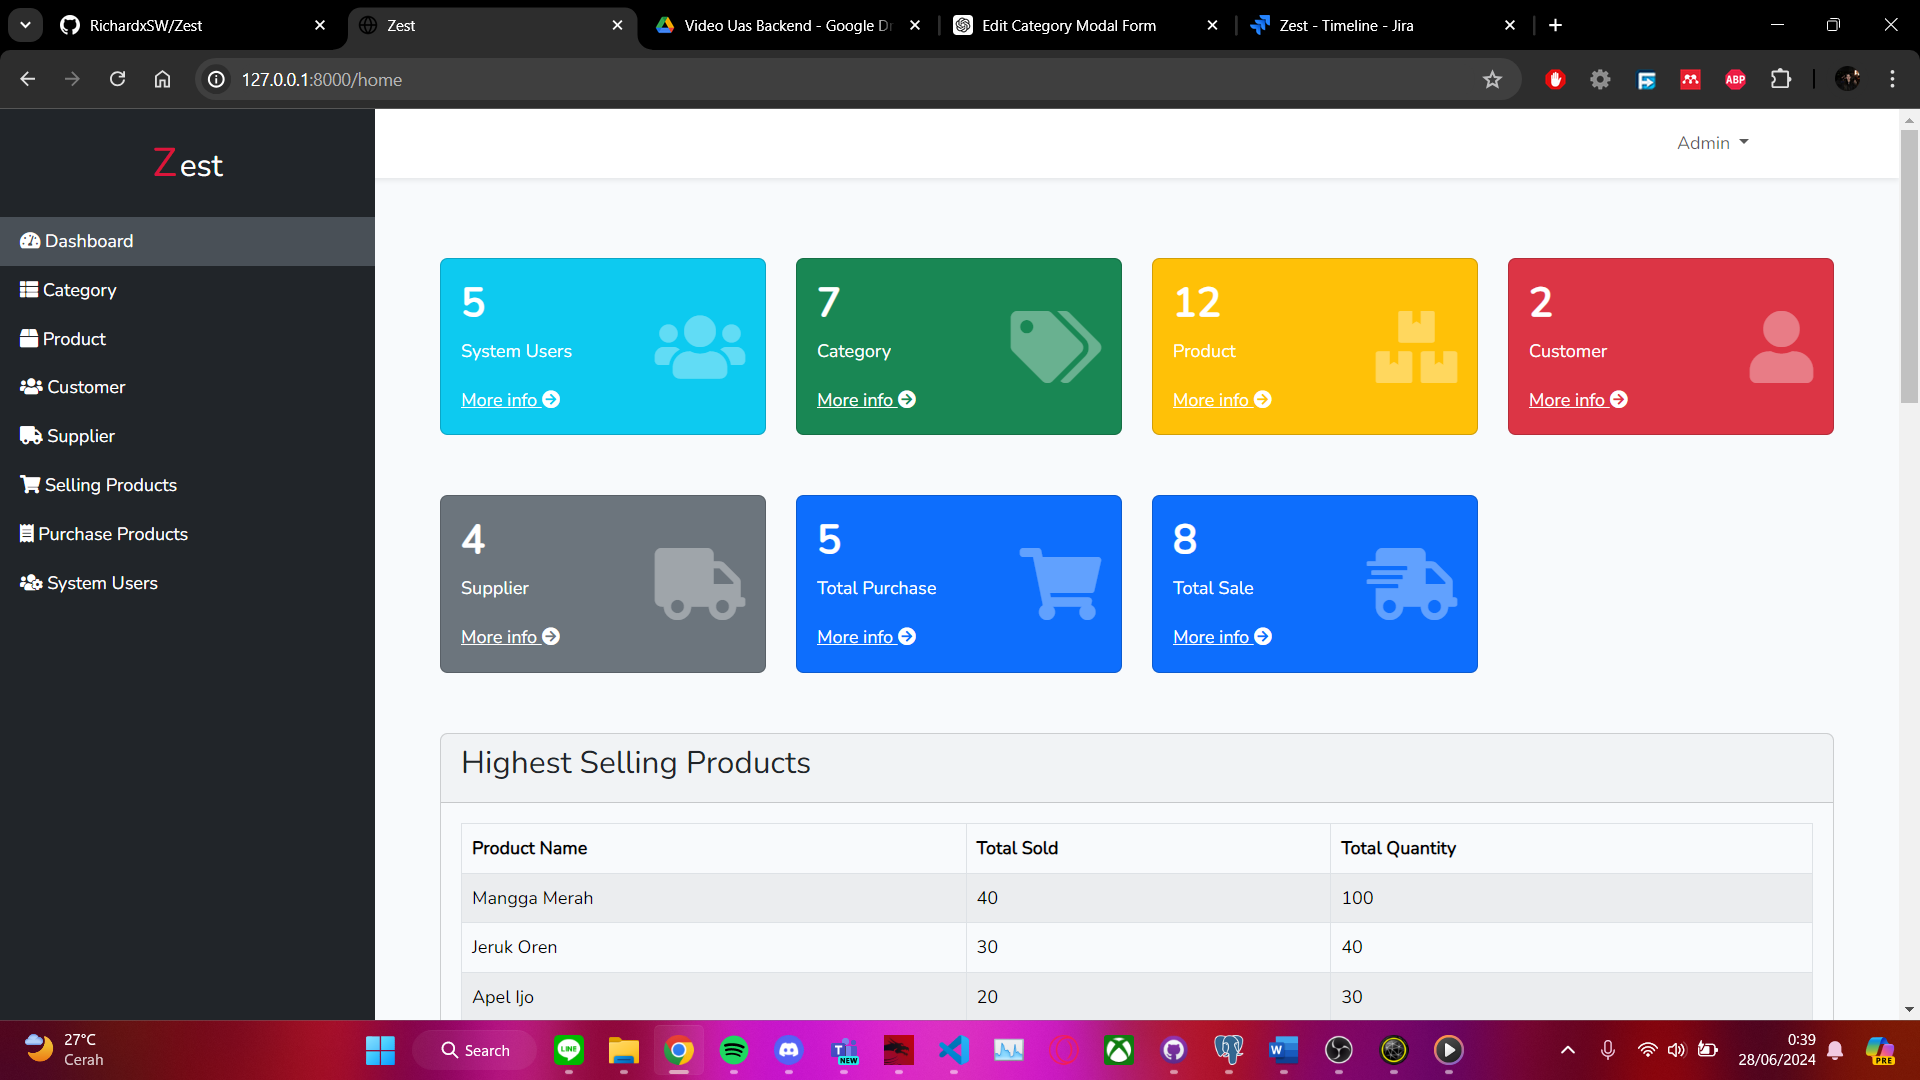 RichardxSW/Zest
Zest
Video Uas Backend - Google Dr
Edit Category Modal Form
Zest - Timeline - Jira
127.0.0.1:8000/home
ABP
Zest
Admin
Dashboard
Category
Product
Customer
Supplier
Selling Products
Purchase Products
System Users
5
System Users
More info
7
Category
More info
12
Product
More info
2
Customer
More info
4
Supplier
More info
5
Total Purchase
More info
8
Total Sale
More info
Highest Selling Products
Product Name Total Sold Total Quantity
Mangga Merah 40 100
Jeruk Oren 30 40
Apel Ijo 20 30
27°C
Cerah
Search
LINE
NEW
W
0:39
28/06/2024
PRE